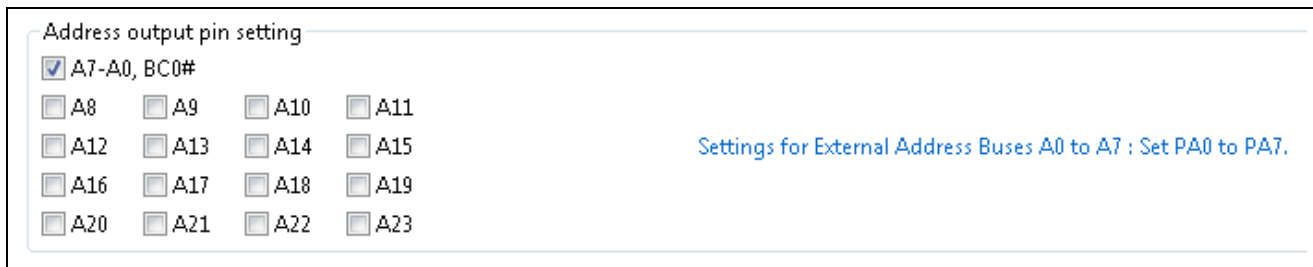 Address output pin setting
A7-A0, BC0#
A8 A9 A10 A11
A12 A13 A14 A15 Settings for External Address Buses A0 to A7 : Set PA0 to PA7.
A16 A17 A18 A19
A20 A21 A22 A23